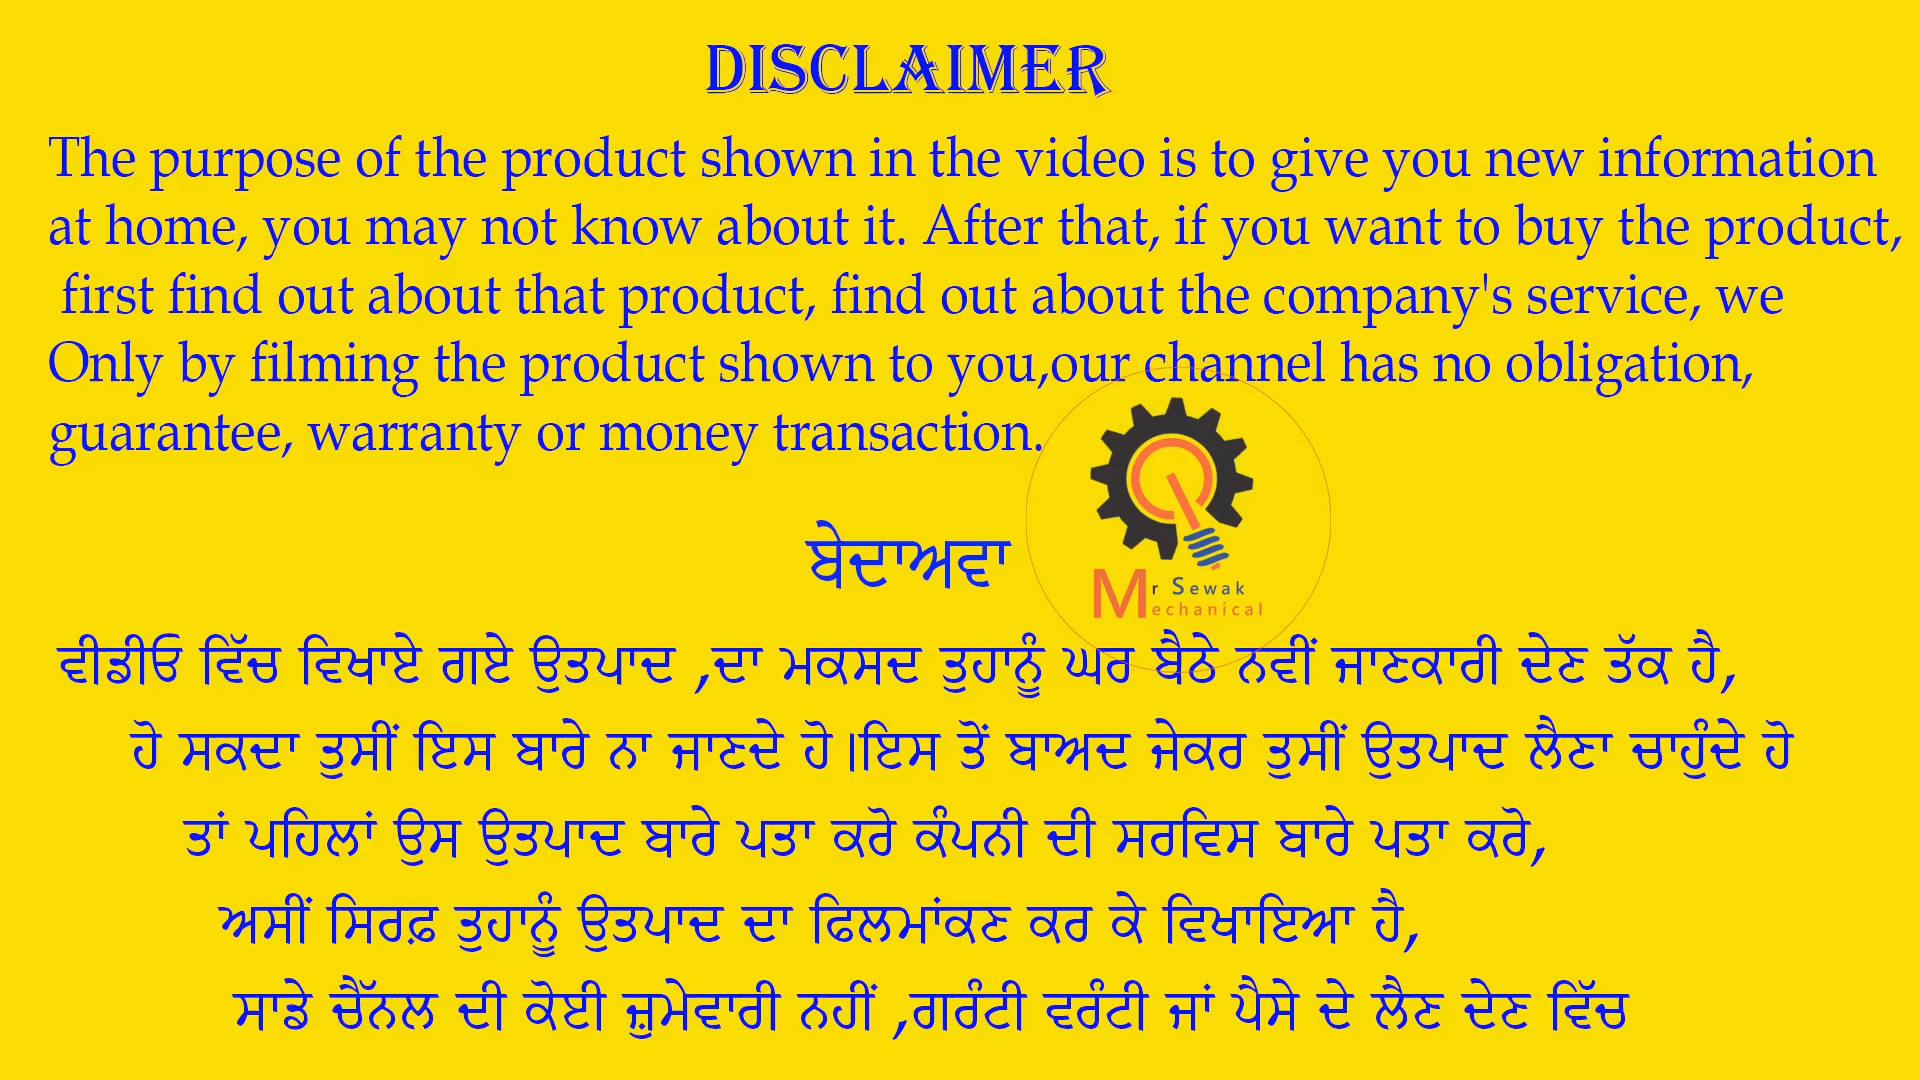 DISCLAIMER
The purpose of the product shown in the video is to give you new information
at home, you may not know about it. After that, if you want to buy the product,
first find out about that product, find out about the company's service, we
Only by filming the product shown to you,our channel has no obligation,
guarantee, warranty or money transaction.
ਬੇਦਾਅਵਾ
Mr Sewak
Mechanical
ਵੀਡੀਓ ਵਿੱਚ ਵਿਖਾਏ ਗਏ ਉਤਪਾਦ ,ਦਾ ਮਕਸਦ ਤੁਹਾਨੂੰ ਘਰ ਬੈਠੇ ਨਵੀਂ ਜਾਣਕਾਰੀ ਦੇਣ ਤੱਕ ਹੈ,
ਹੋ ਸਕਦਾ ਤੁਸੀਂ ਇਸ ਬਾਰੇ ਨਾ ਜਾਣਦੇ ਹੋ।ਇਸ ਤੋਂ ਬਾਅਦ ਜੇਕਰ ਤੁਸੀਂ ਉਤਪਾਦ ਲੈਣਾ ਚਾਹੁੰਦੇ ਹੋ
ਤਾਂ ਪਹਿਲਾਂ ਉਸ ਉਤਪਾਦ ਬਾਰੇ ਪਤਾ ਕਰੋ ਕੰਪਨੀ ਦੀ ਸਰਵਿਸ ਬਾਰੇ ਪਤਾ ਕਰੋ,
ਅਸੀਂ ਸਿਰਫ਼ ਤੁਹਾਨੂੰ ਉਤਪਾਦ ਦਾ ਫਿਲਮਾਂਕਣ ਕਰ ਕੇ ਵਿਖਾਇਆ ਹੈ,
ਸਾਡੇ ਚੈੱਨਲ ਦੀ ਕੋਈ ਜ਼ੁਮੇਵਾਰੀ ਨਹੀਂ ,ਗਰੰਟੀ ਵਰੰਟੀ ਜਾਂ ਪੈਸੇ ਦੇ ਲੈਣ ਦੇਣ ਵਿੱਚ